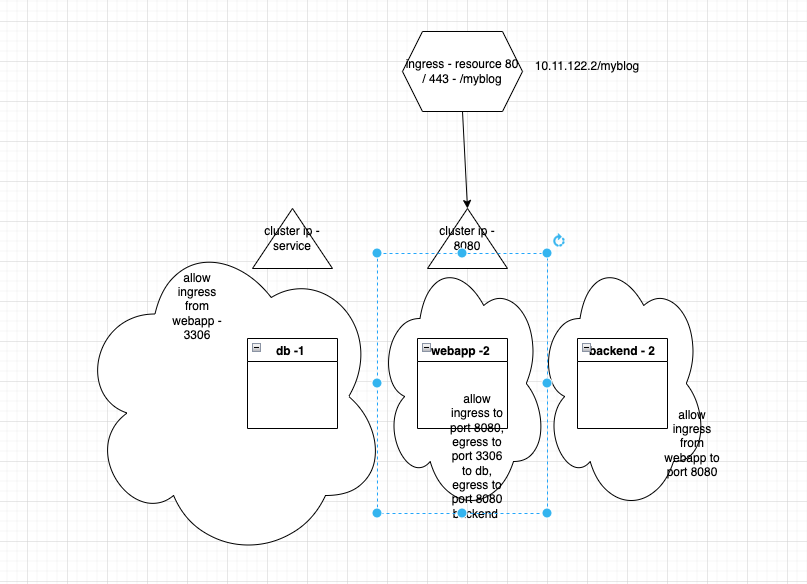 ingress - resource 80
/ 443 - /myblog
10.11.122.2/myblog
cluster ip -
service
cluster ip -
8080
allow
ingress
from
webapp -
3306
db -1
webapp -2
backend - 2
allow
ingress to
port 8080,
egress to
port 3306
to db,
egress to
port 8080
backend
allow
ingress
from
webapp to
port 8080